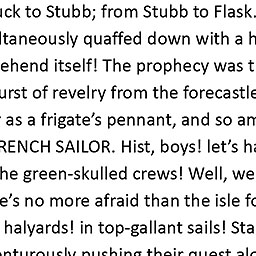 uck to Stubb; from Stubb to Flask.
ltaneously quaffed down with a h
ehend itself! The prophecy was t
urst of revelry from the forecastle
as a frigate's pennant, and so am
RENCH SAILOR. Hist, boys! let's ha
he green-skulled crews! Well, we
e's no more afraid than the isle fo
halyards! in top-gallant sails! Sta
nturously pushing their quest alo